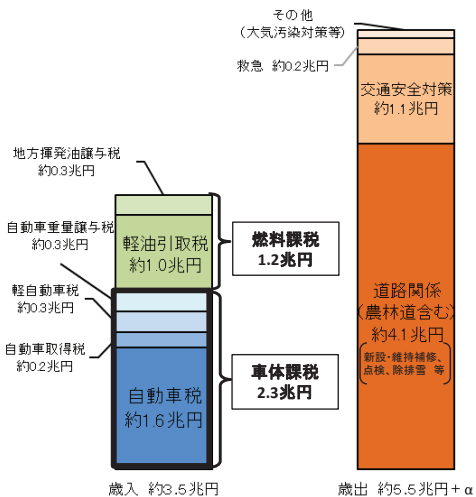 その他
（大気汚染対策等）
救急 約0.2兆円
交通安全対策
約1.1兆円
地方揮発油譲与税
約0.3兆円
自動車重量譲与税
約0.3兆円
軽油引取税
約1.0兆円
燃料課税
1.2兆円
軽自動車税
約0.3兆円
自動車取得税
約0.2兆円
自動車税
約1.6兆円
車体課税
2.3兆円
道路関係
（農林道含む）
約4.1兆円
新設・維持補修、
点検、除排雪 等
歳入 約3.5兆円
歳出 約5.5兆円＋α